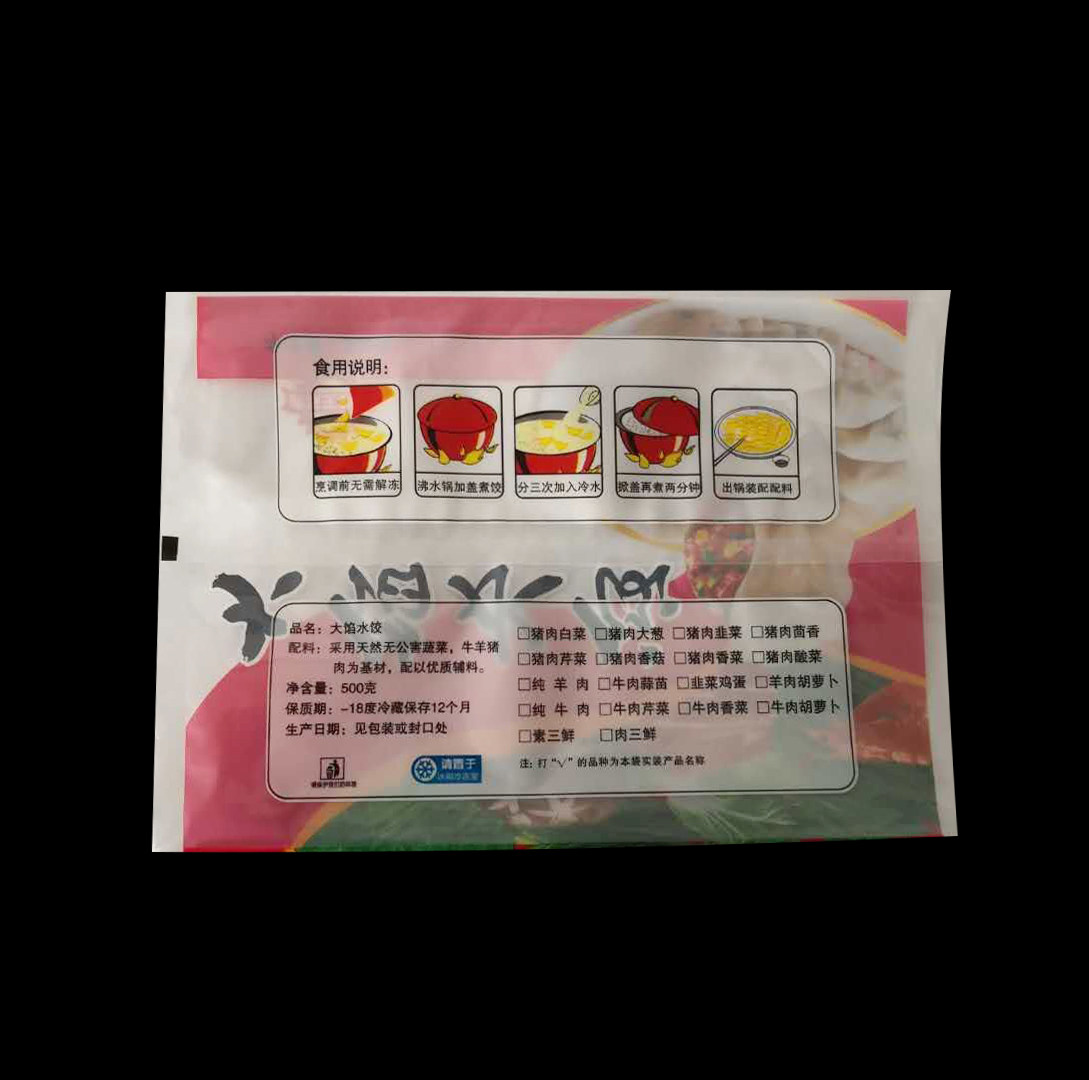 食用说明:
烹调前无需解冻
沸水锅加盖煮饺
分三次加入冷水
掀盖再煮两分钟
出锅装配配料
品名：大馅水饺
配料：采用天然无公害蔬菜，牛羊猪
肉为基材，配以优质辅料。
净含量：500克
保质期：-18度冷藏保存12个月
生产日期：见包装或封口处
请置于
□猪肉白菜 □猪肉大葱 □猪肉韭菜 □猪肉茴香
□猪肉芹菜 □猪肉香菇 □猪肉香菜 □猪肉酸菜
□纯 羊 肉 □牛肉蒜苗 □韭菜鸡蛋 □羊肉胡萝卜
□纯 牛 肉 □牛肉芹菜 □牛肉香菜 □牛肉胡萝卜
□素三鲜 □肉三鲜
注: 打“√”的品种为本袋实装产品名称